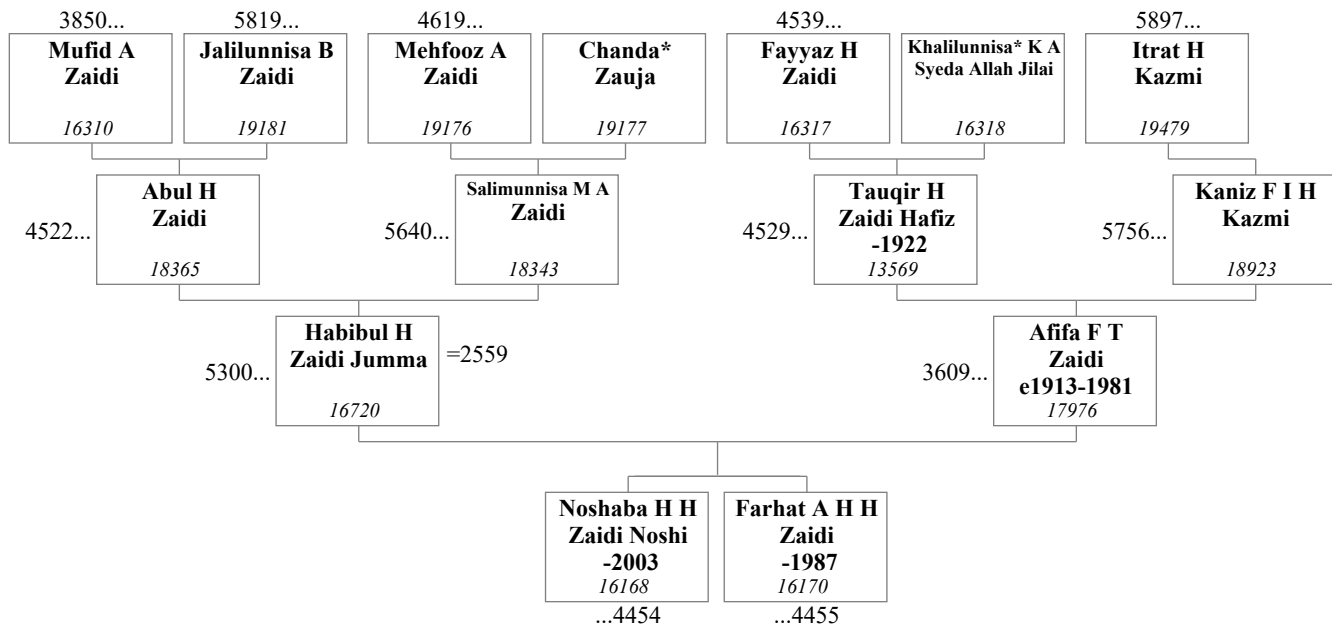 3850...
5819...
4619...
4539...
5897...
Mufid A
Zaidi
16310
Jalilunnisa B
Zaidi
19181
Mehfooz A
Zaidi
19176
Chanda*
Zauja
19177
Fayyaz H
Zaidi
16317
Khalilunnisa* K A
Syeda Allah Jilai
16318
Itrat H
Kazmi
19479
4522...
Abul H
Zaidi
18365
5640...
Salimunnisa M A
Zaidi
18343
4529...
Tauqir H
Zaidi Hafiz
-1922
13569
5756...
Kaniz F I H
Kazmi
18923
5300...
Habibul H
Zaidi Jumma
16720
=2559
3609...
Afifa F T
Zaidi
e1913-1981
17976
Noshaba H H
Zaidi Noshi
-2003
16168
...4454
Farhat A H H
Zaidi
-1987
16170
...4455